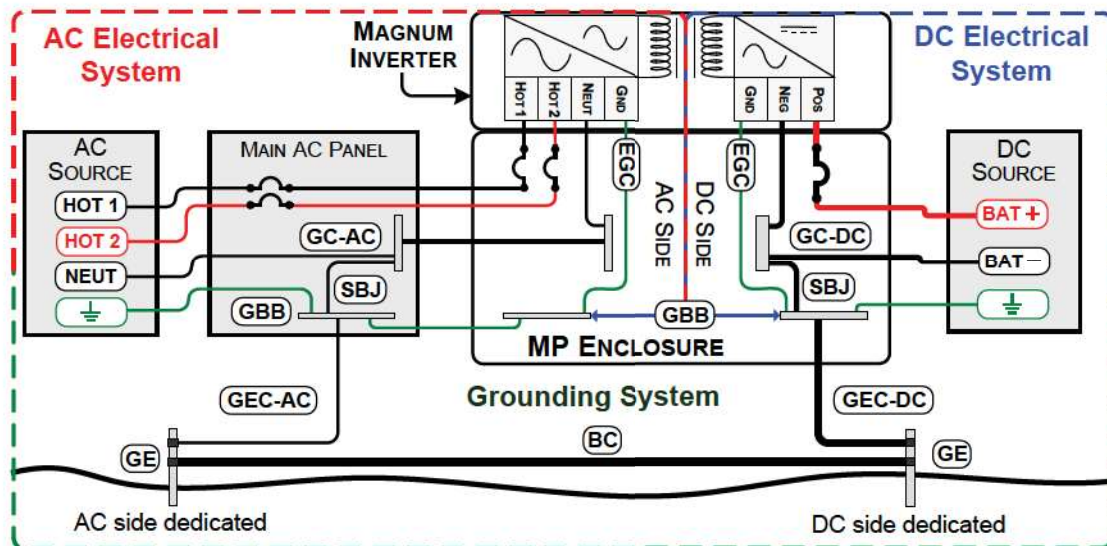 AC Electrical
System
MAGNUM
INVERTER
DC Electrical
System
HOT 1
HOT 2
NEUT
GND
GND
NEG
POS
AC
SOURCE
HOT 1
HOT 2
NEUT
MAIN AC PANEL
GC-AC
SBJ
GBB
EGC
AC SIDE
DC SIDE
EGC
GC-DC
SBJ
GBB
MP ENCLOSURE
DC
SOURCE
BAT +
BAT –
GEC-AC
Grounding System
GEC-DC
BC
GE
GE
AC side dedicated
DC side dedicated